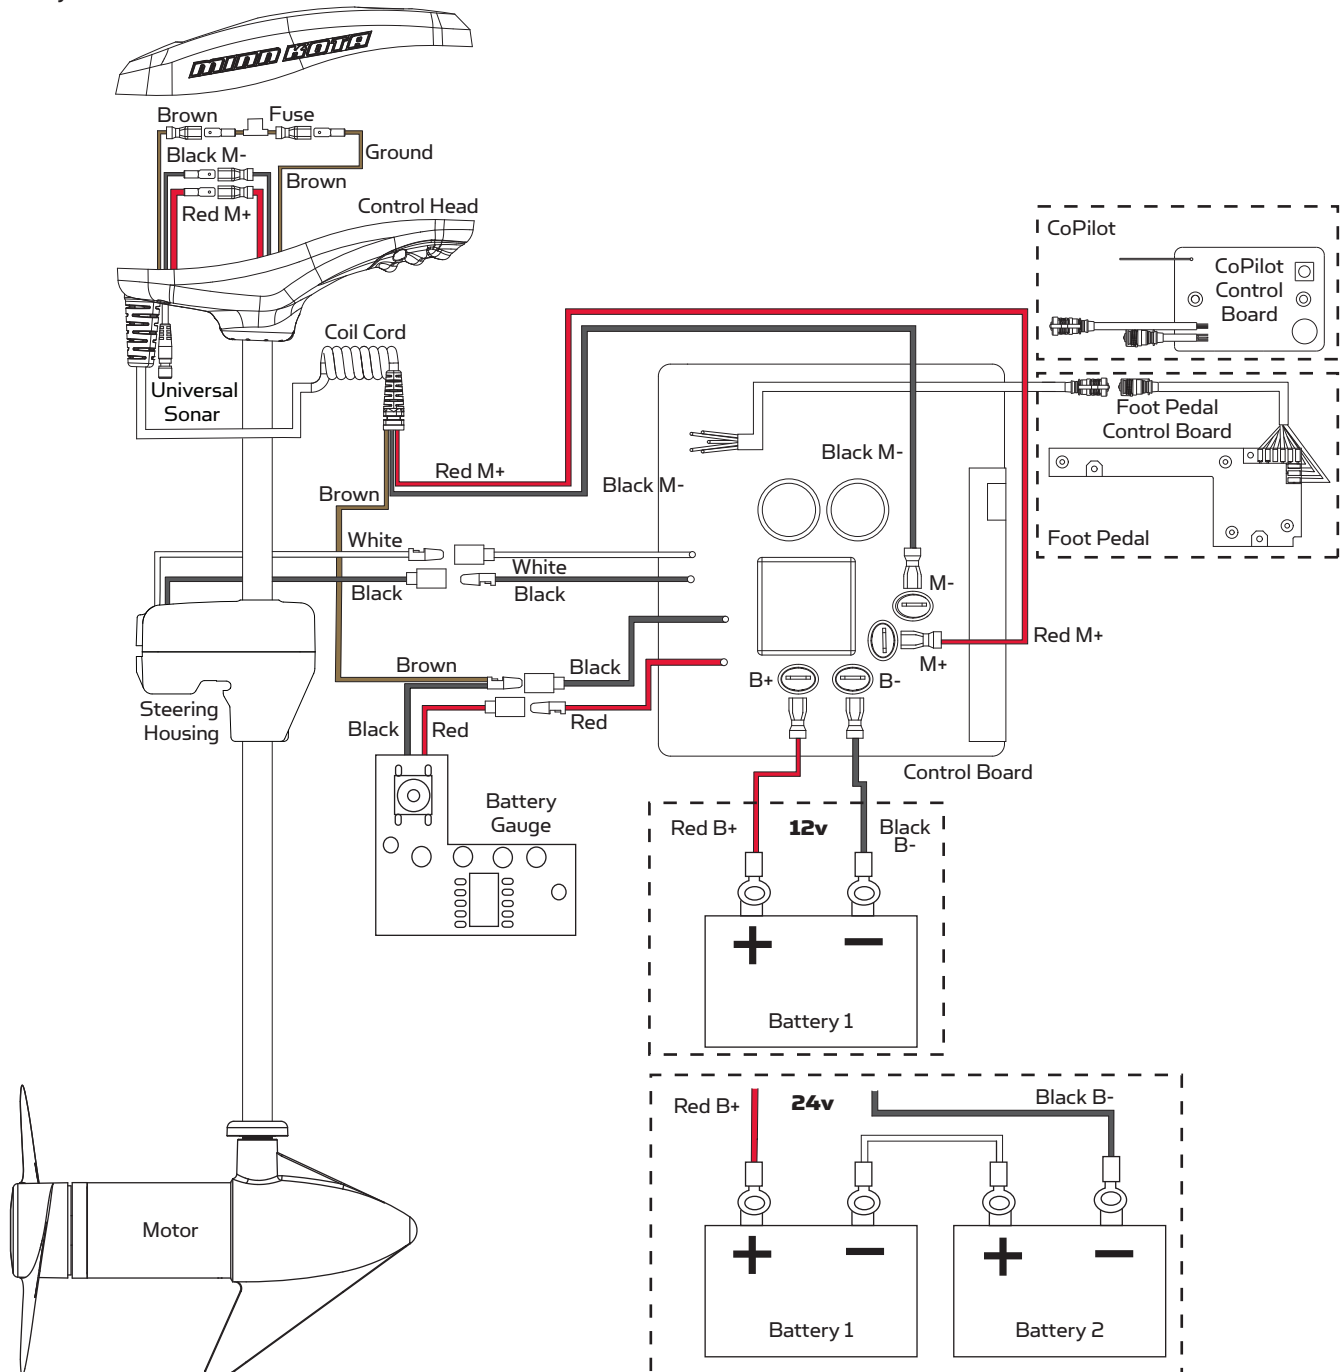 MINN KOTA
Brown
Fuse
Black M-
Ground
Brown
Red M+
Control Head
CoPilot
CoPilot
Control
Board
Coil Cord
Universal
Sonar
Foot Pedal
Control Board
Black M-
Red M+
Black M-
Brown
White
White
Foot Pedal
Black
Black
M-
Red M+
Brown
Black
M+
B+
B-
Steering
Housing
Black
Red
Red
Control Board
Battery
Gauge
Red B+
12v
Black
B-
+
−
Battery 1
Red B+
24v
Black B-
+
−
+
−
Motor
Battery 1
Battery 2